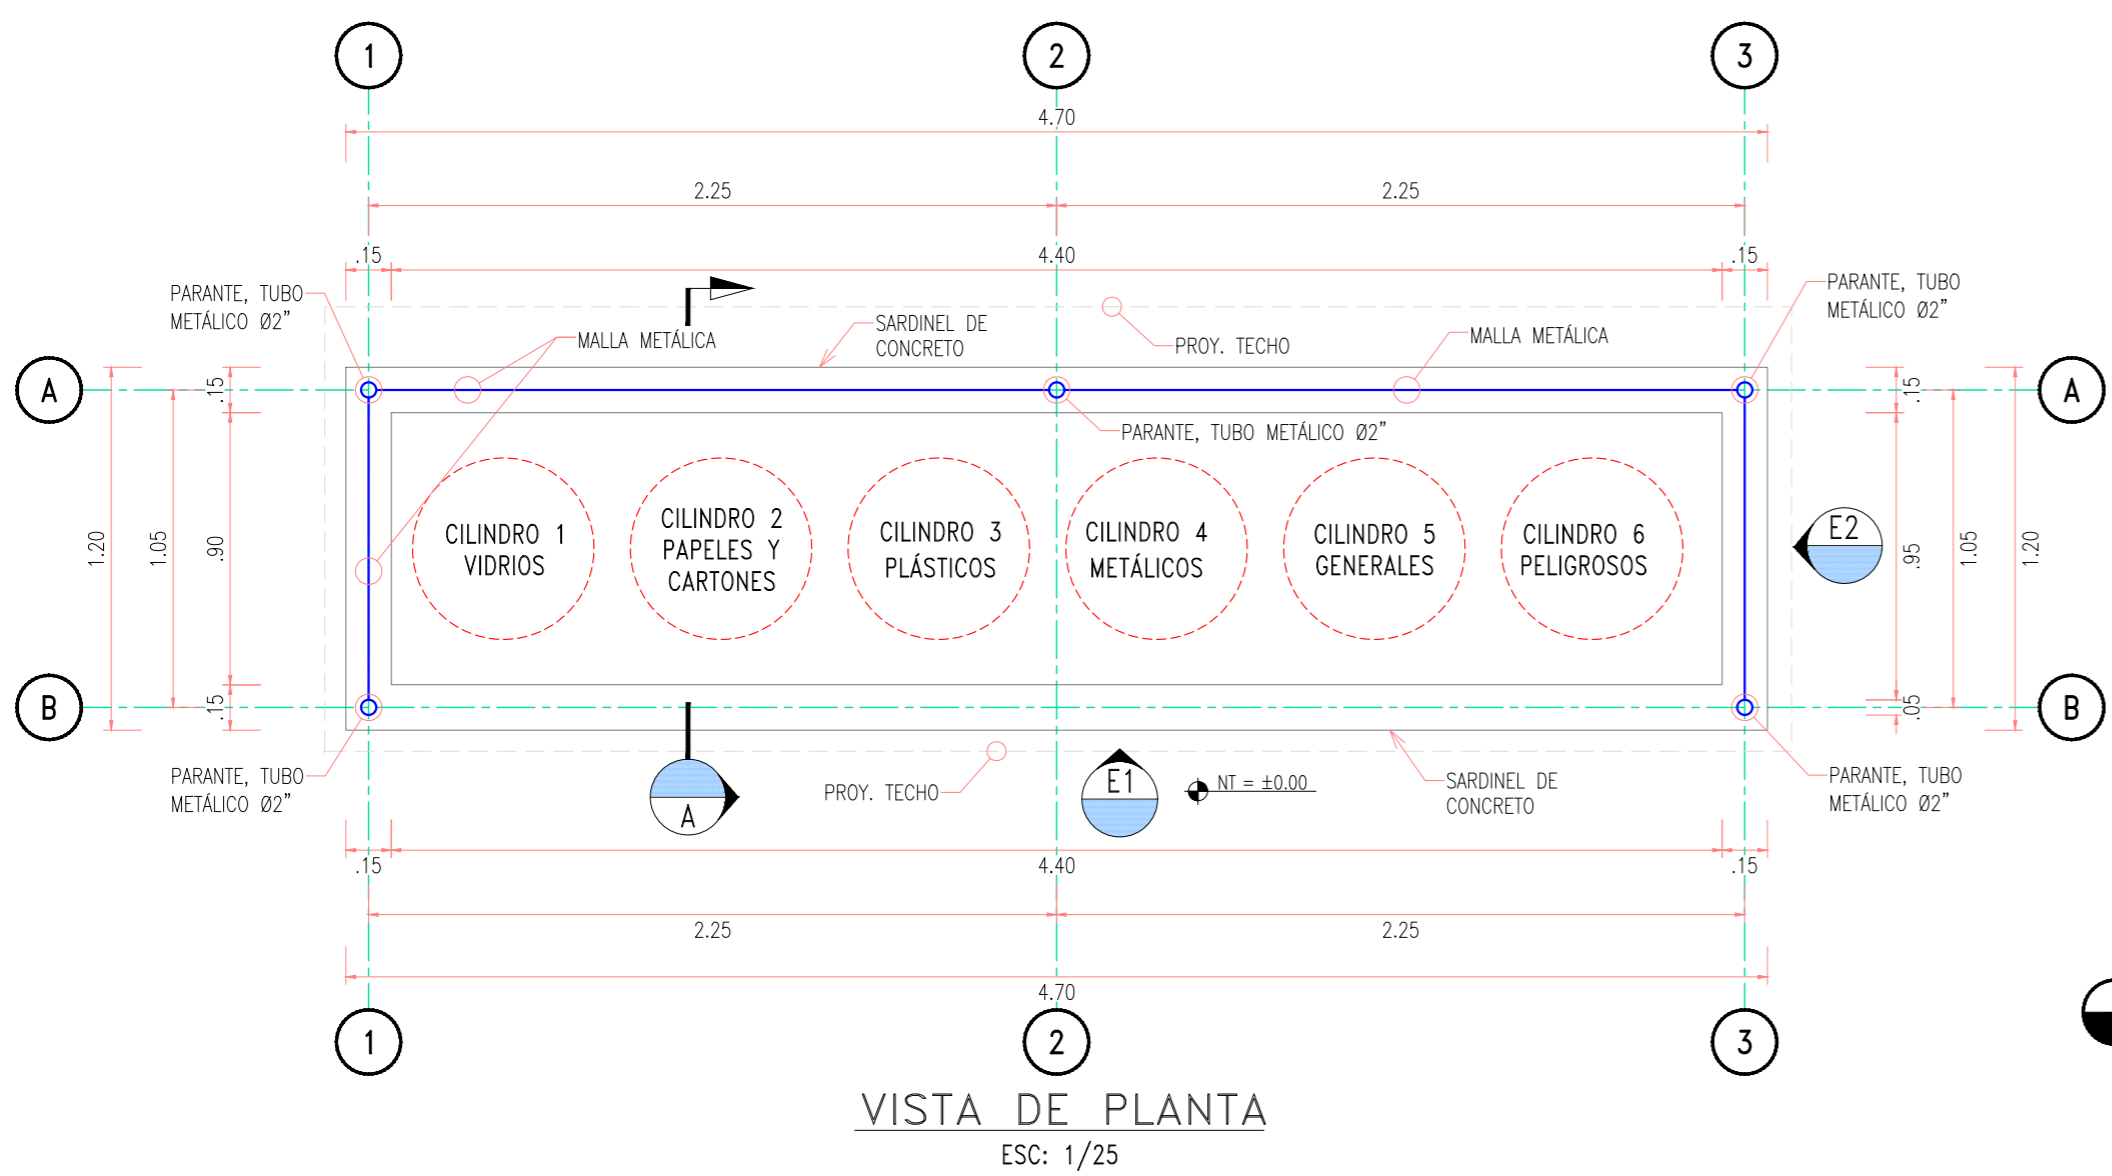 1
2
3
4.70
2.25
2.25
.15
4.40
.15
PARANTE, TUBO
METÁLICO Ø2"
MALLA METÁLICA
SARDINEL DE
CONCRETO
PROY. TECHO
MALLA METÁLICA
PARANTE, TUBO
METÁLICO Ø2"
A
A
.15
.15
PARANTE, TUBO METÁLICO Ø2"
1.20
1.05
.90
CILINDRO 1
VIDRIOS
CILINDRO 2
PAPELES Y
CARTONES
CILINDRO 3
PLÁSTICOS
CILINDRO 4
METÁLICOS
CILINDRO 5
GENERALES
CILINDRO 6
PELIGROSOS
E2
.95
1.05
1.20
B
B
.15
.05
PARANTE, TUBO
METÁLICO Ø2"
A
PROY. TECHO
E1
NT = ±0.00
SARDINEL DE
CONCRETO
PARANTE, TUBO
METÁLICO Ø2"
.15
4.40
.15
2.25
2.25
4.70
1
2
3
VISTA DE PLANTA
ESC: 1/25